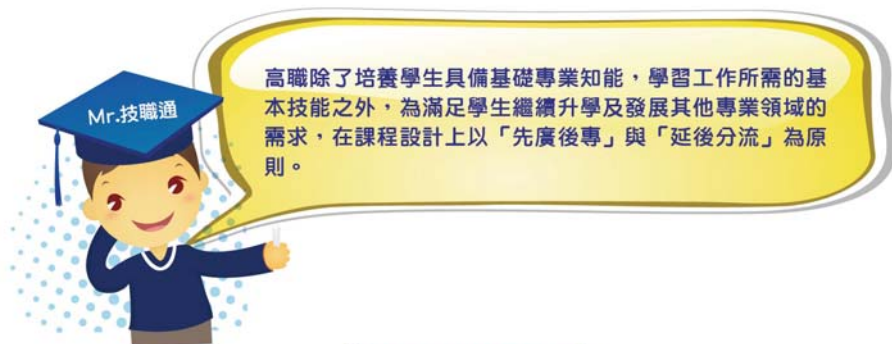 Mr.技職通
高職除了培養學生具備基礎專業知能，學習工作所需的基
本技能之外，為滿足學生繼續升學及發展其他專業領域的
需求，在課程設計上以「先廣後專」與「延後分流」為原
則。